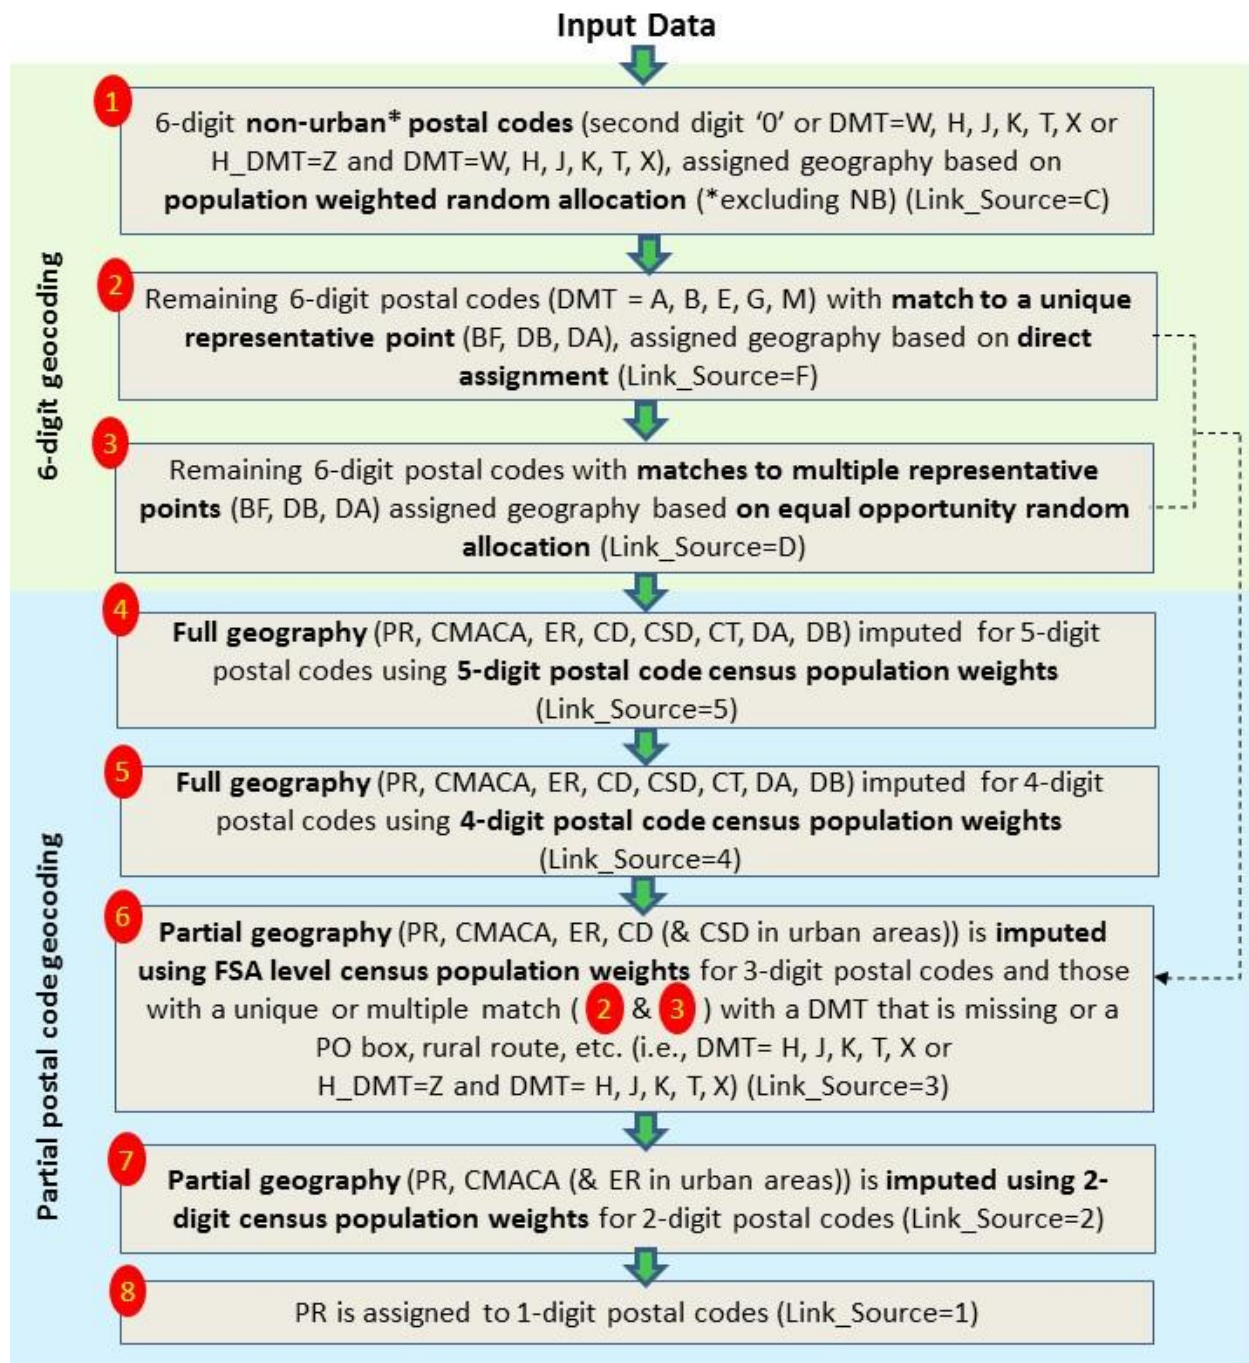 Input Data
6-digit geocoding
1
6-digit non-urban* postal codes (second digit ‘0’ or DMT=W, H, J, K, T, X or
H_DMT=Z and DMT=W, H, J, K, T, X), assigned geography based on
population weighted random allocation (*excluding NB) (Link_Source=C)
2
Remaining 6-digit postal codes (DMT = A, B, E, G, M) with match to a unique
representative point (BF, DB, DA), assigned geography based on direct
assignment (Link_Source=F)
3
Remaining 6-digit postal codes with matches to multiple representative
points (BF, DB, DA) assigned geography based on equal opportunity random
allocation (Link_Source=D)
Partial postal code geocoding
4
Full geography (PR, CMACA, ER, CD, CSD, CT, DA, DB) imputed for 5-digit
postal codes using 5-digit postal code census population weights
(Link_Source=5)
5
Full geography (PR, CMACA, ER, CD, CSD, CT, DA, DB) imputed for 4-digit
postal codes using 4-digit postal code census population weights
(Link_Source=4)
6
Partial geography (PR, CMACA, ER, CD (& CSD in urban areas)) is imputed
using FSA level census population weights for 3-digit postal codes and those
with a unique or multiple match ( 2 & 3 ) with a DMT that is missing or a
PO box, rural route, etc. (i.e., DMT= H, J, K, T, X or
H_DMT=Z and DMT= H, J, K, T, X) (Link_Source=3)
7
Partial geography (PR, CMACA (& ER in urban areas)) is imputed using 2-
digit census population weights for 2-digit postal codes (Link_Source=2)
8
PR is assigned to 1-digit postal codes (Link_Source=1)